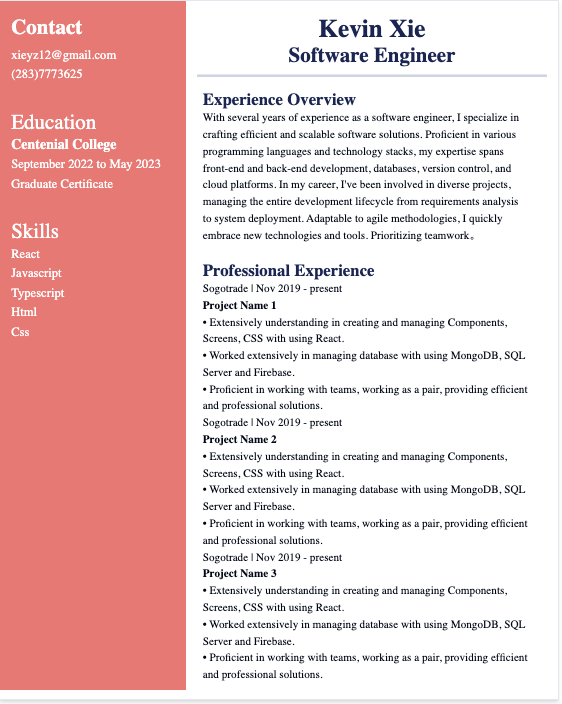 Contact
xieyz12@gmail.com
(283)7773625
Education
Centenial College
September 2022 to May 2023
Graduate Certificate
Skills
React
Javascript
Typescript
Html
Css
Kevin Xie
Software Engineer
Experience Overview
With several years of experience as a software engineer, I specialize in
crafting efficient and scalable software solutions. Proficient in various
programming languages and technology stacks, my expertise spans
front-end and back-end development, databases, version control, and
cloud platforms. In my career, I've been involved in diverse projects,
managing the entire development lifecycle from requirements analysis
to system deployment. Adaptable to agile methodologies, I quickly
embrace new technologies and tools. Prioritizing teamwork。
Professional Experience
Sogotrade | Nov 2019 - present
Project Name 1
• Extensively understanding in creating and managing Components,
Screens, CSS with using React.
• Worked extensively in managing database with using MongoDB, SQL
Server and Firebase.
• Proficient in working with teams, working as a pair, providing efficient
and professional solutions.
Sogotrade | Nov 2019 - present
Project Name 2
• Extensively understanding in creating and managing Components,
Screens, CSS with using React.
• Worked extensively in managing database with using MongoDB, SQL
Server and Firebase.
• Proficient in working with teams, working as a pair, providing efficient
and professional solutions.
Sogotrade | Nov 2019 - present
Project Name 3
• Extensively understanding in creating and managing Components,
Screens, CSS with using React.
• Worked extensively in managing database with using MongoDB, SQL
Server and Firebase.
• Proficient in working with teams, working as a pair, providing efficient
and professional solutions.